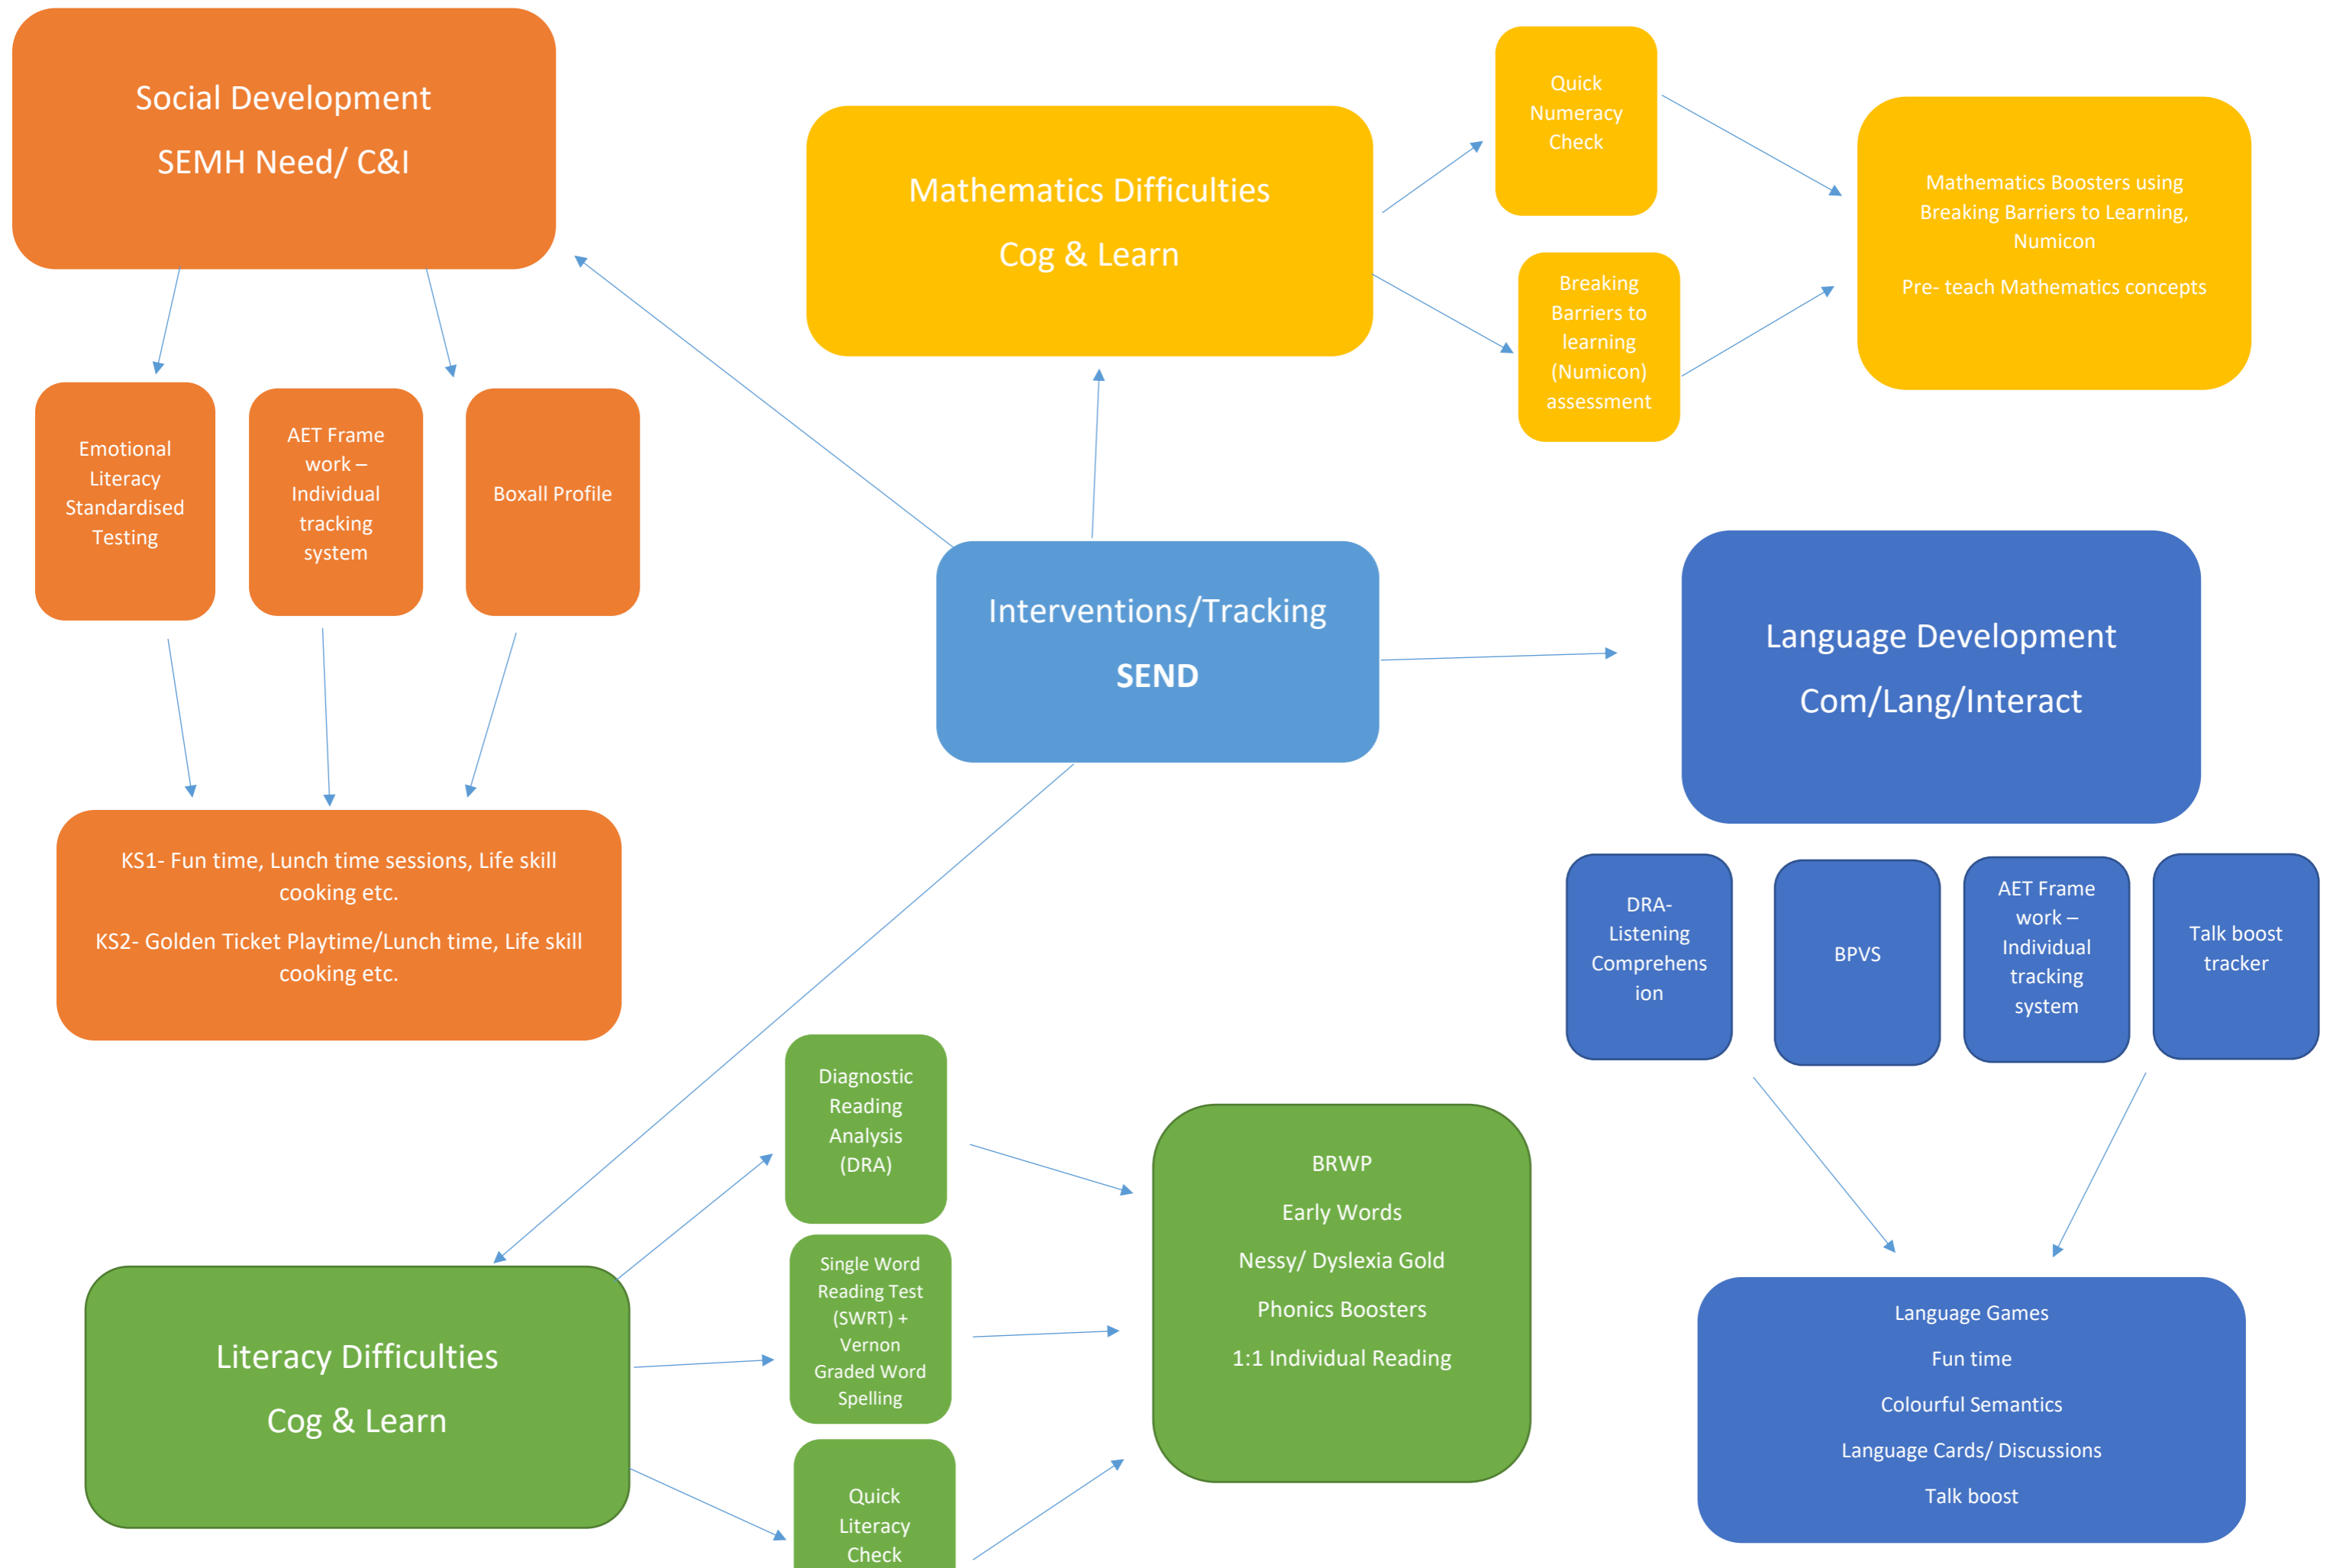 Social Development
SEMH Need/ C&I
Emotional
Literacy
Standardised
Testing
AET Frame
work –
Individual
tracking
system
Boxall Profile
KS1- Fun time, Lunch time sessions, Life skill
cooking etc.
KS2- Golden Ticket Playtime/Lunch time, Life skill
cooking etc.
Mathematics Difficulties
Cog & Learn
Quick
Numeracy
Check
Breaking
Barriers to
learning
(Numicon)
assessment
Mathematics Boosters using
Breaking Barriers to Learning,
Numicon
Pre- teach Mathematics concepts
Interventions/Tracking
SEND
Language Development
Com/Lang/Interact
DRA-
Listening
Comprehens
ion
BPVS
AET Frame
work –
Individual
tracking
system
Talk boost
tracker
Language Games
Fun time
Colourful Semantics
Language Cards/ Discussions
Talk boost
Literacy Difficulties
Cog & Learn
Diagnostic
Reading
Analysis
(DRA)
Single Word
Reading Test
(SWRT) +
Vernon
Graded Word
Spelling
Quick
Literacy
Check
BRWP
Early Words
Nessy/ Dyslexia Gold
Phonics Boosters
1:1 Individual Reading